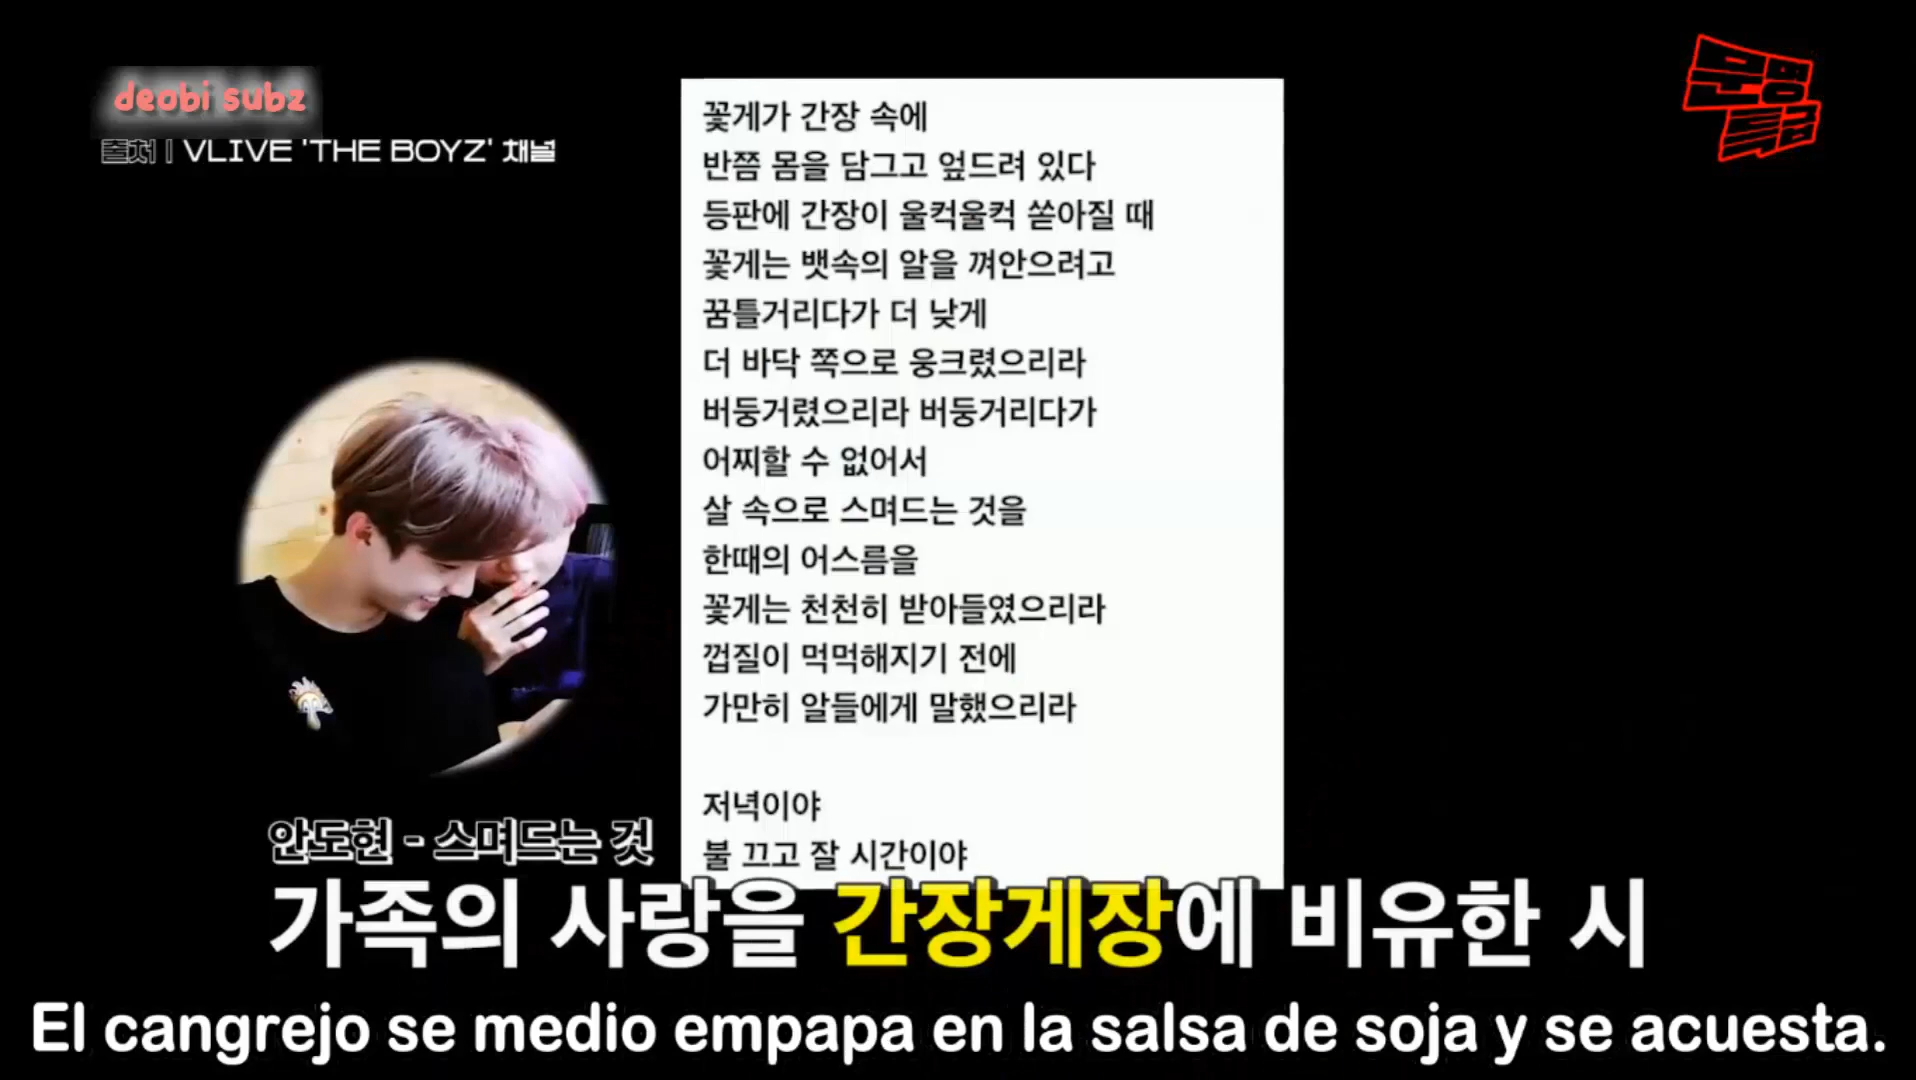 deobi subz
출처 | VLIVE 'THE BOYZ' 채널
문명특급
꽃게가 간장 속에
반쯤 몸을 담그고 엎드려 있다
등판에 간장이 울컥울컥 쏟아질 때
꽃게는 뱃속의 알을 껴안으려고
꿈틀거리다가 더 낮게
더 바닥 쪽으로 웅크렸으리라
버둥거렸으리라 버둥거리다가
어찌할 수 없어서
살 속으로 스며드는 것을
한때의 어스름을
꽃게는 천천히 받아들였으리라
껍질이 먹먹해지기 전에
가만히 알들에게 말했으리라
저녁이야
불 끄고 잘 시간이야
안도현 - 스며드는 것
가족의 사랑을 간장게장에 비유한 시
El cangrejo se medio empapa en la salsa de soja y se acuesta.